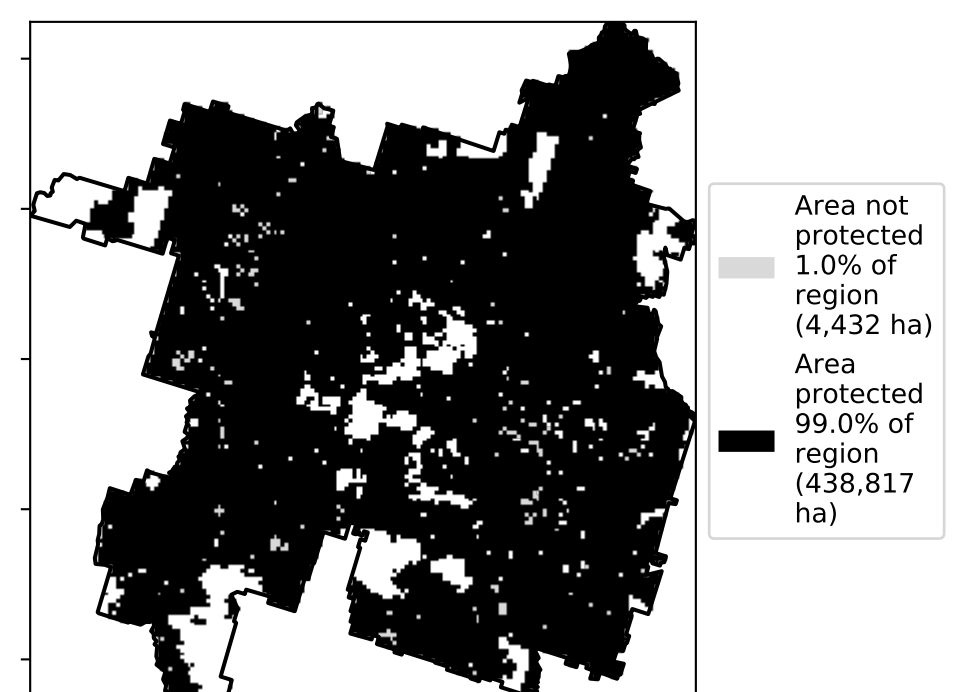 Area not
protected
1.0% of
region
(4,432 ha)
Area
protected
99.0% of
region
(438,817
ha)